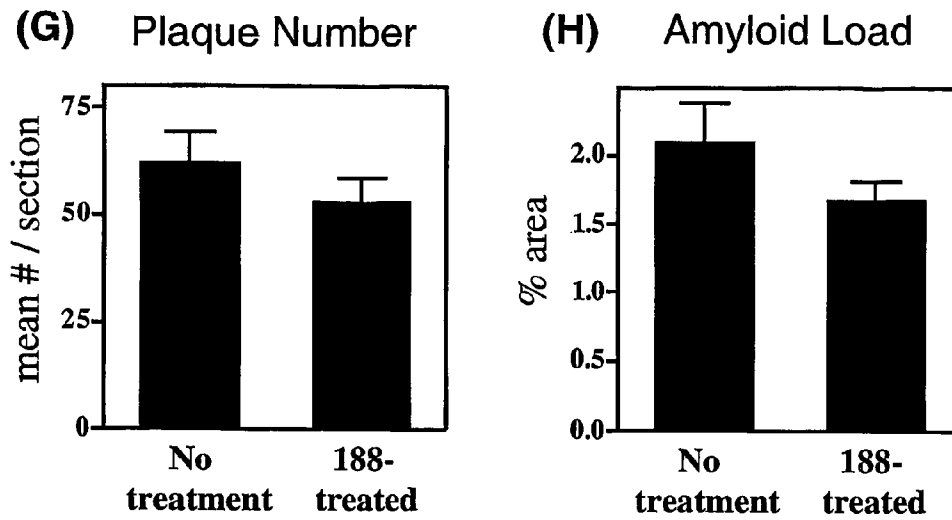 (G) Plaque Number
mean # / section
75
50
25
0
No treatment
188-treated
(H) Amyloid Load
% area
2.0
1.5
1.0
0.5
0.0
No treatment
188-treated